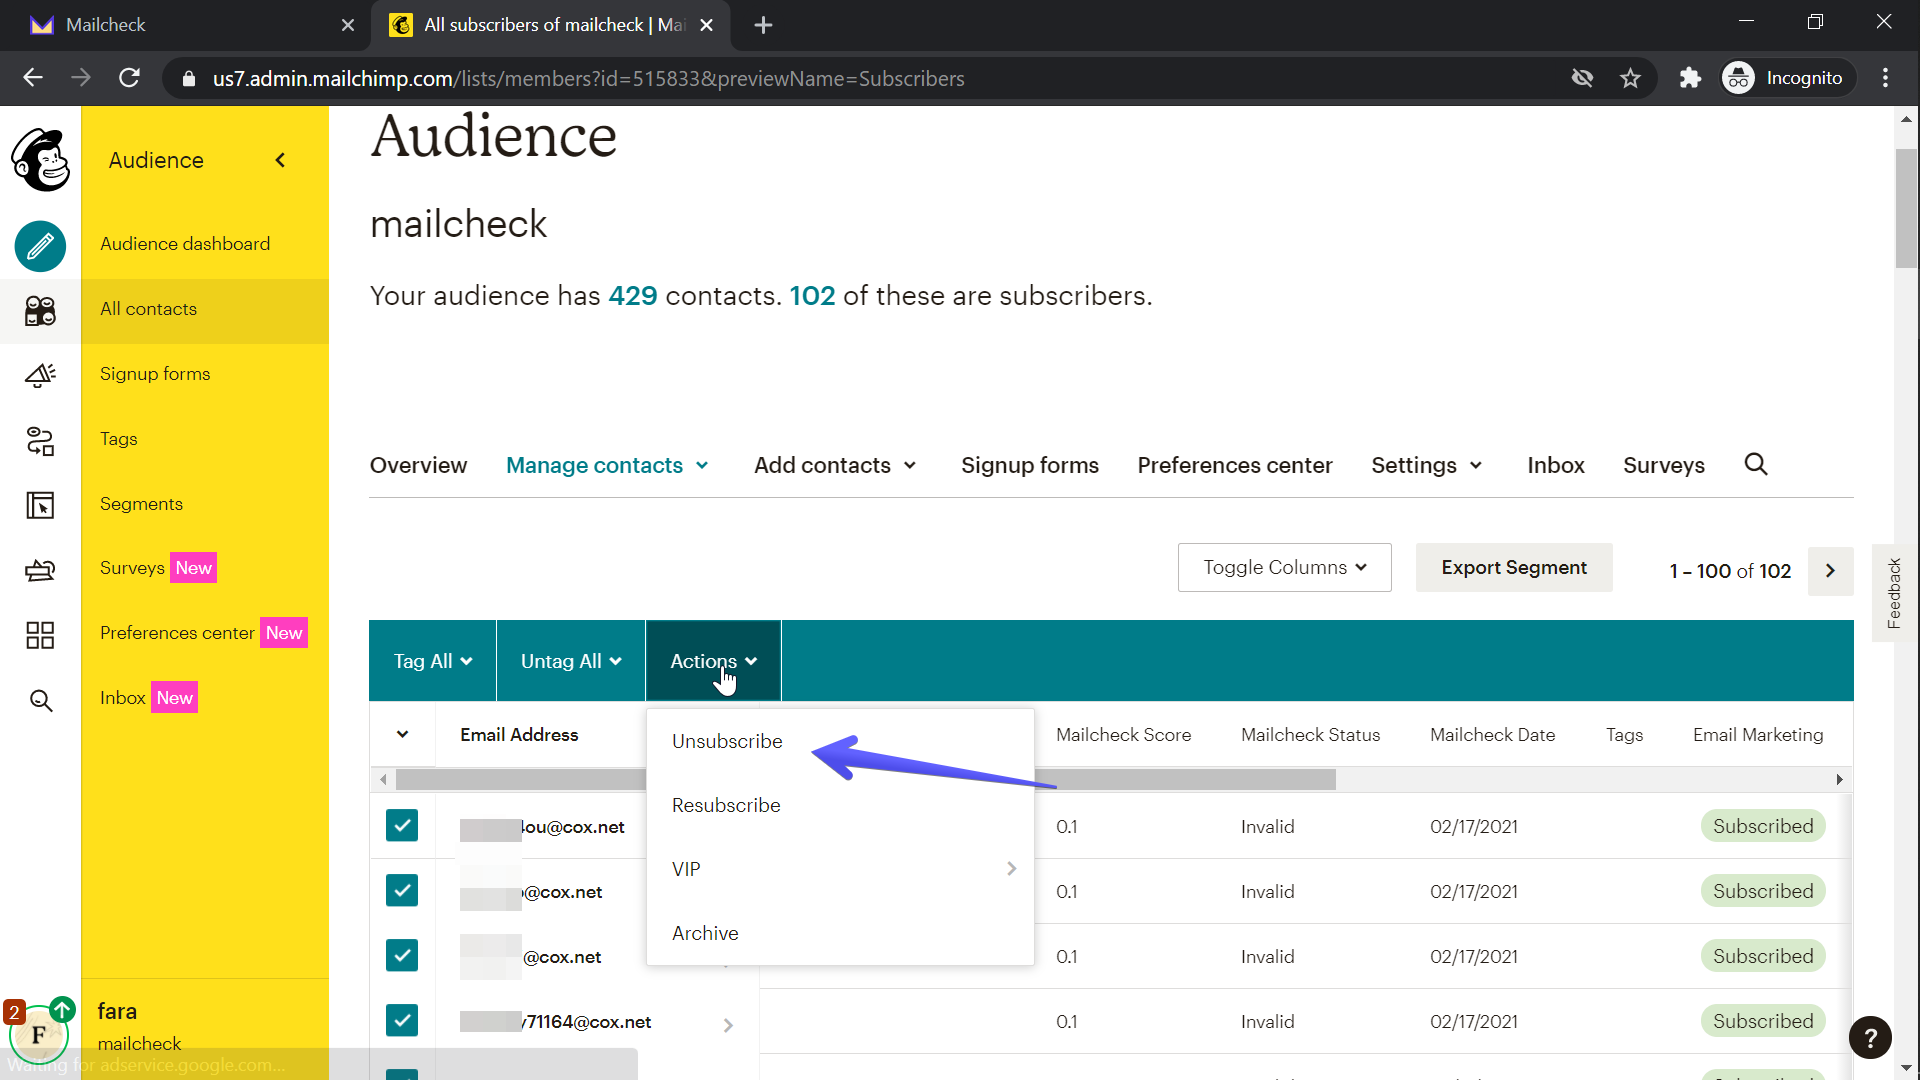 Mailcheck
All subscribers of mailcheck | Mai
us7.admin.mailchimp.com/lists/members?id=515833&previewName=Subscribers
Incognito
Audience
Audience dashboard
All contacts
Signup forms
Tags
Segments
Surveys New
Preferences center New
Inbox New
2
F
fara
mailcheck
Waiting for adservice.google.com...
Audience
mailcheck
Your audience has 429 contacts. 102 of these are subscribers.
Overview Manage contacts Add contacts Signup forms Preferences center Settings Inbox Surveys
Toggle Columns Export Segment 1 – 100 of 102
Feedback
Tag All Untag All Actions
Email Address Mailcheck Score Mailcheck Status Mailcheck Date Tags Email Marketing
Unsubscribe
Resubscribe
VIP
Archive
4ou@cox.net 0.1 Invalid 02/17/2021 Subscribed
@cox.net 0.1 Invalid 02/17/2021 Subscribed
@cox.net 0.1 Invalid 02/17/2021 Subscribed
y71164@cox.net 0.1 Invalid 02/17/2021 Subscribed
?